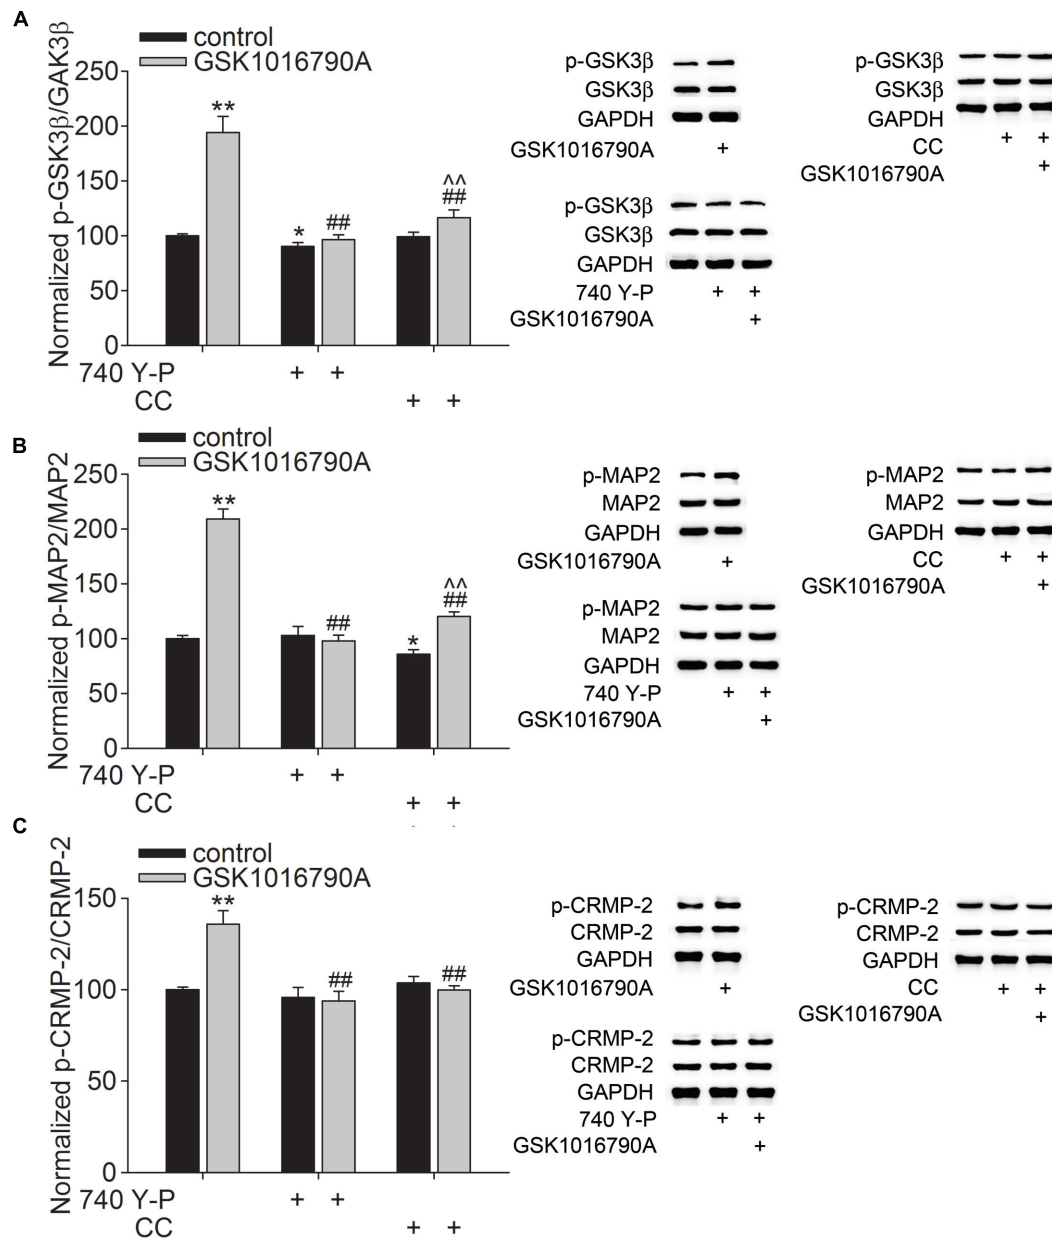 A
control
GSK1016790A
Normalized p-GSK3β/GAK3β
250
200
150
100
50
0
**
*
##
^^
##
740 Y-P + +
CC + +
p-GSK3β
GSK3β
GAPDH
GSK1016790A +
p-GSK3β
GSK3β
GAPDH
CC + +
GSK1016790A +
p-GSK3β
GSK3β
GAPDH
740 Y-P + +
GSK1016790A +
B
control
GSK1016790A
Normalized p-MAP2/MAP2
250
200
150
100
50
0
**
##
*
^^
##
740 Y-P + +
CC + +
p-MAP2
MAP2
GAPDH
GSK1016790A +
p-MAP2
MAP2
GAPDH
CC + +
GSK1016790A +
p-MAP2
MAP2
GAPDH
740 Y-P + +
GSK1016790A +
C
control
GSK1016790A
Normalized p-CRMP-2/CRMP-2
150
100
50
0
**
##
##
740 Y-P + +
CC + +
p-CRMP-2
CRMP-2
GAPDH
GSK1016790A +
p-CRMP-2
CRMP-2
GAPDH
CC + +
GSK1016790A +
p-CRMP-2
CRMP-2
GAPDH
740 Y-P + +
GSK1016790A +